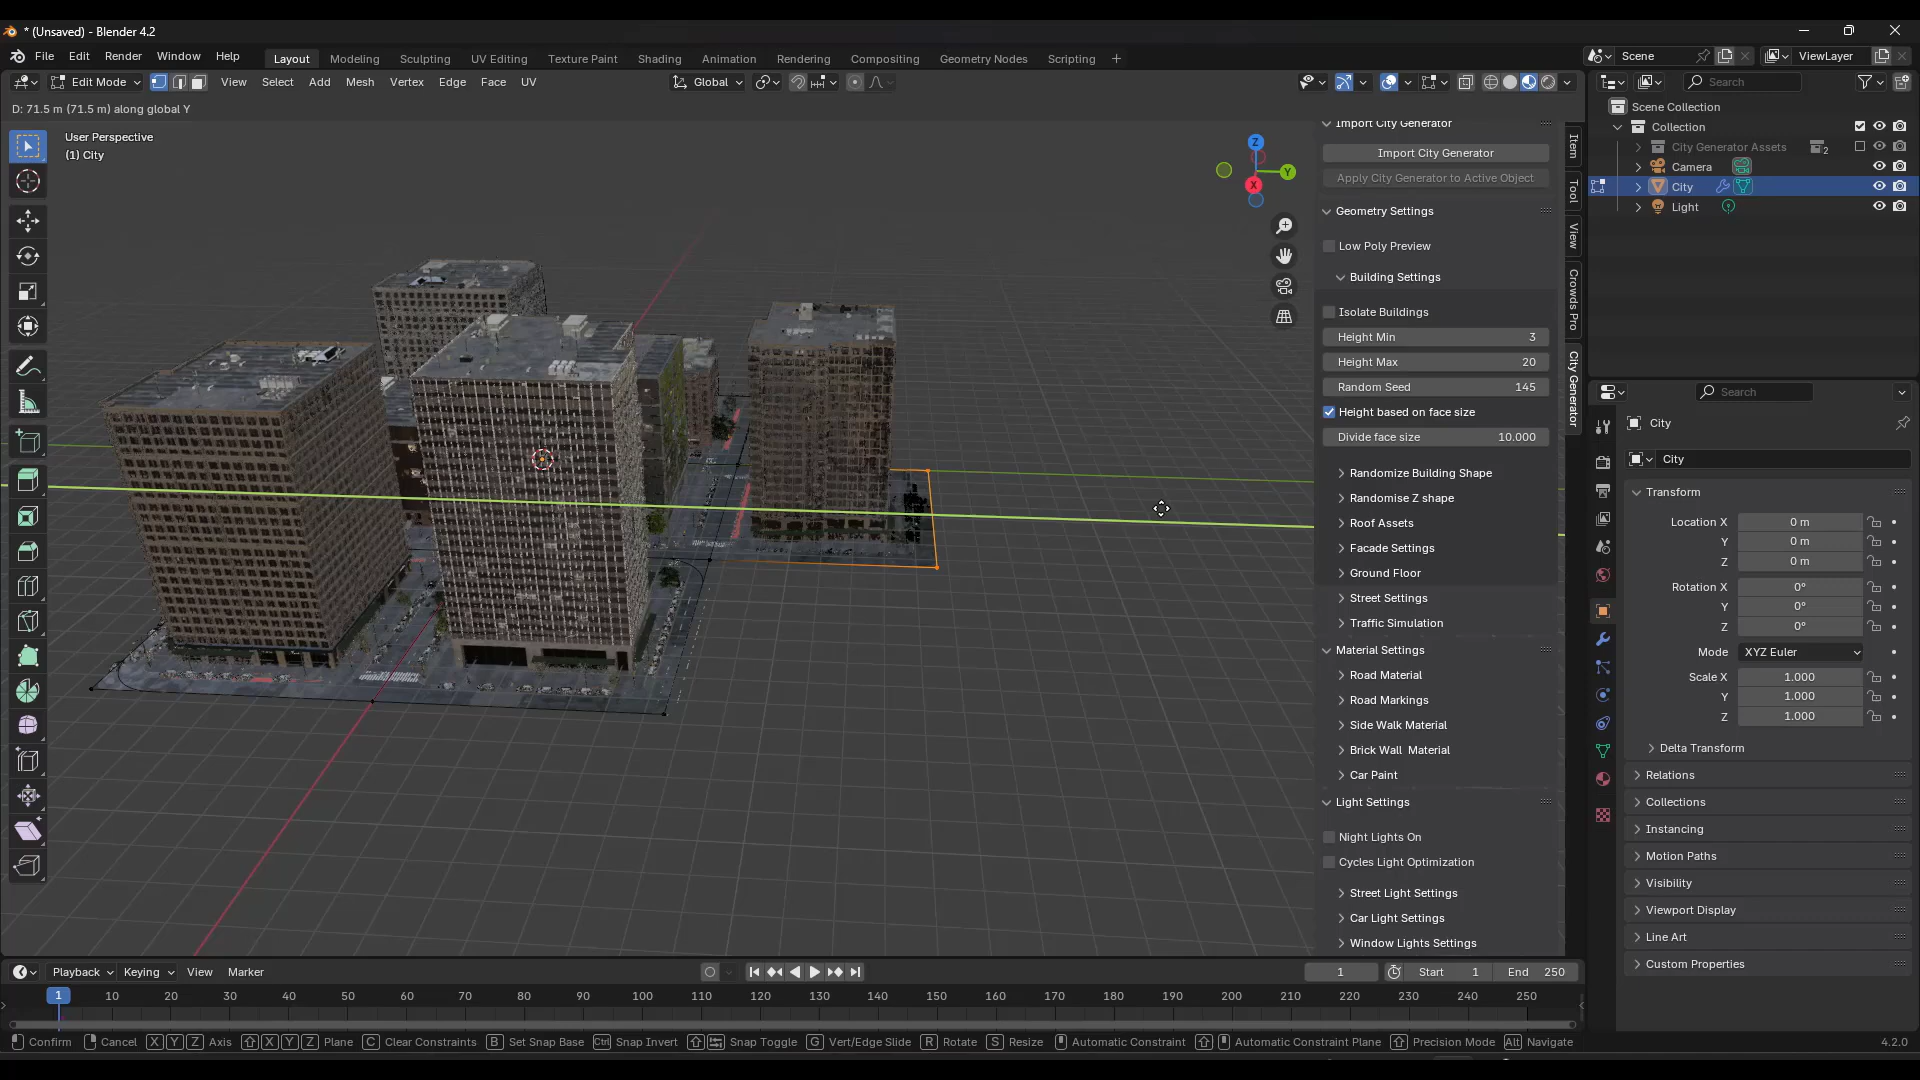 * (Unsaved) - Blender 4.2
File Edit Render Window Help
Layout Modeling Sculpting UV Editing Texture Paint Shading Animation Rendering Compositing Geometry Nodes Scripting +
Scene
ViewLayer
Edit Mode
View Select Add Mesh Vertex Edge Face UV
Global
Search
D: 71.5 m (71.5 m) along global Y
User Perspective
(1) City
Z
Y
X
Import City Generator
Import City Generator
Apply City Generator to Active Object
Geometry Settings
Low Poly Preview
Building Settings
Isolate Buildings
Height Min 3
Height Max 20
Random Seed 145
Height based on face size
Divide face size 10.000
Randomize Building Shape
Randomise Z shape
Roof Assets
Facade Settings
Ground Floor
Street Settings
Traffic Simulation
Material Settings
Road Material
Road Markings
Side Walk Material
Brick Wall Material
Car Paint
Light Settings
Night Lights On
Cycles Light Optimization
Street Light Settings
Car Light Settings
Window Lights Settings
Item
Tool
View
Crowds Pro
City Generator
Scene Collection
Collection
City Generator Assets 2
Camera
City
Light
Search
City
City
Transform
Location X 0 m
Y 0 m
Z 0 m
Rotation X 0°
Y 0°
Z 0°
Mode XYZ Euler
Scale X 1.000
Y 1.000
Z 1.000
Delta Transform
Relations
Collections
Instancing
Motion Paths
Visibility
Viewport Display
Line Art
Custom Properties
Playback Keying View Marker
1 Start 1 End 250
1 10 20 30 40 50 60 70 80 90 100 110 120 130 140 150 160 170 180 190 200 210 220 230 240 250
Confirm Cancel X Y Z Axis X Y Z Plane C Clear Constraints B Set Snap Base Ctrl Snap Invert Snap Toggle G Vert/Edge Slide R Rotate S Resize Automatic Constraint Automatic Constraint Plane Precision Mode Alt Navigate 4.2.0